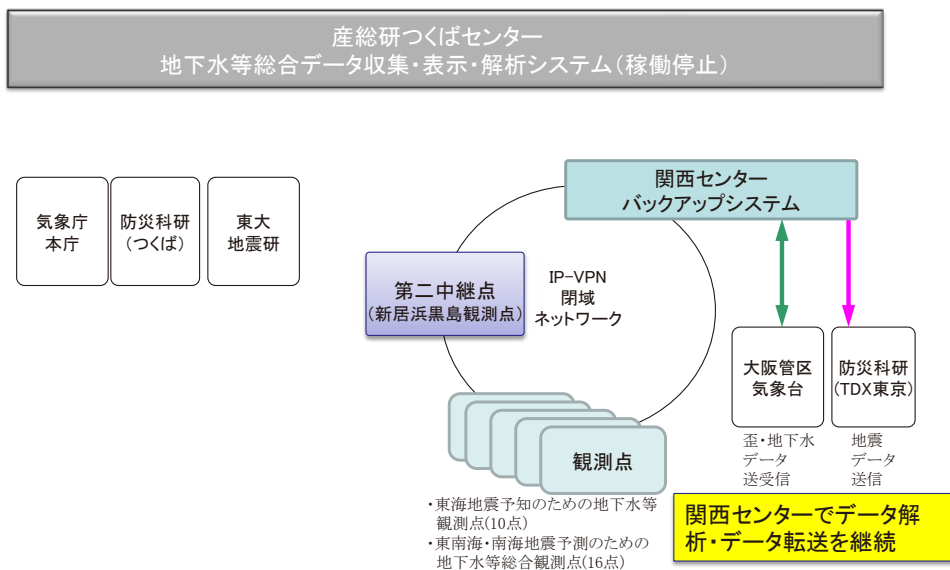 産総研つくばセンター
地下水等総合データ収集・表示・解析システム(稼働停止)
気象庁
本庁
防災科研
(つくば)
東大
地震研
関西センター
バックアップシステム
第二中継点
(新居浜黒島観測点)
IP-VPN
閉域
ネットワーク
大阪管区
気象台
防災科研
(TDX東京)
観測点
歪・地下水
データ
送受信
地震
データ
送信
・東海地震予知のための地下水等
観測点(10点)
・東南海・南海地震予測のための
地下水等総合観測点(16点)
関西センターでデータ解
析・データ転送を継続